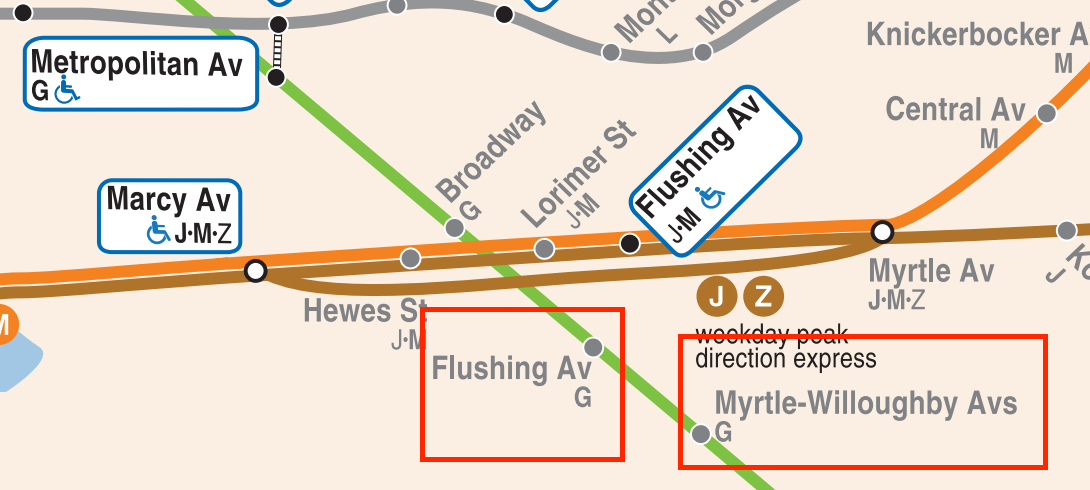 Mon
L
Mor
Knickerbocker A
M
Metropolitan Av
G
Central Av
M
Broadway
G
Lorimer St
J·M
Flushing Av
J·M
Marcy Av
J·M·Z
Myrtle Av
J·M·Z
J Z
Hewes St
J·M
M
weekday peak
direction express
Flushing Av
G
Myrtle-Willoughby Avs
G
J